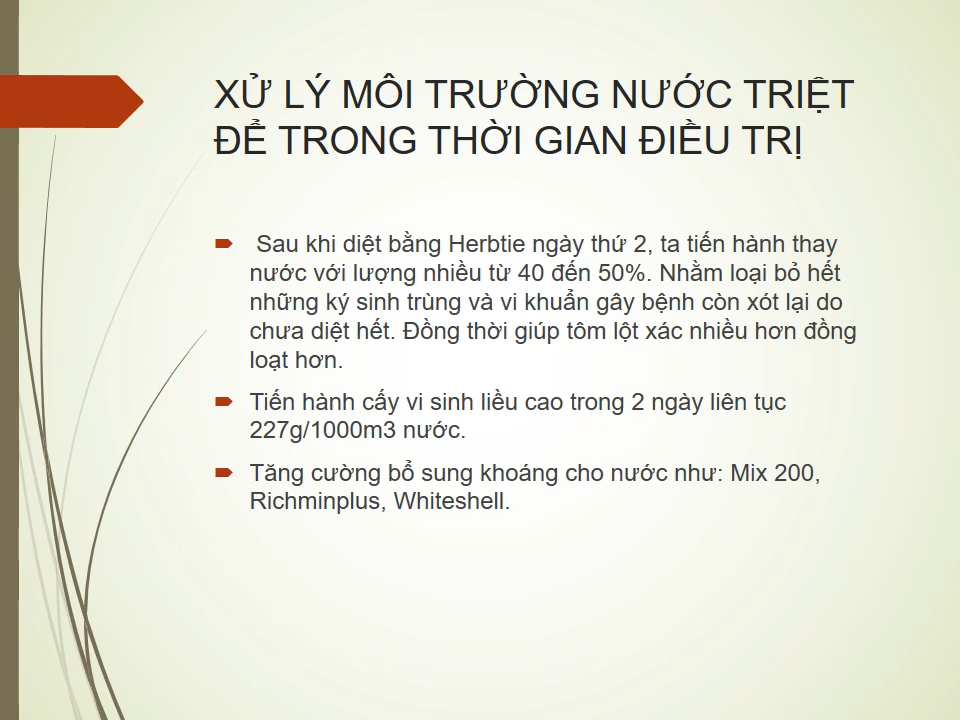 XỬ LÝ MÔI TRƯỜNG NƯỚC TRIỆT
ĐỂ TRONG THỜI GIAN ĐIỀU TRỊ
Sau khi diệt bằng Herbtie ngày thứ 2, ta tiến hành thay
nước với lượng nhiều từ 40 đến 50%. Nhằm loại bỏ hết
những ký sinh trùng và vi khuẩn gây bệnh còn xót lại do
chưa diệt hết. Đồng thời giúp tôm lột xác nhiều hơn đồng
loạt hơn.
Tiến hành cấy vi sinh liều cao trong 2 ngày liên tục
227g/1000m3 nước.
Tăng cường bổ sung khoáng cho nước như: Mix 200,
Richminplus, Whiteshell.